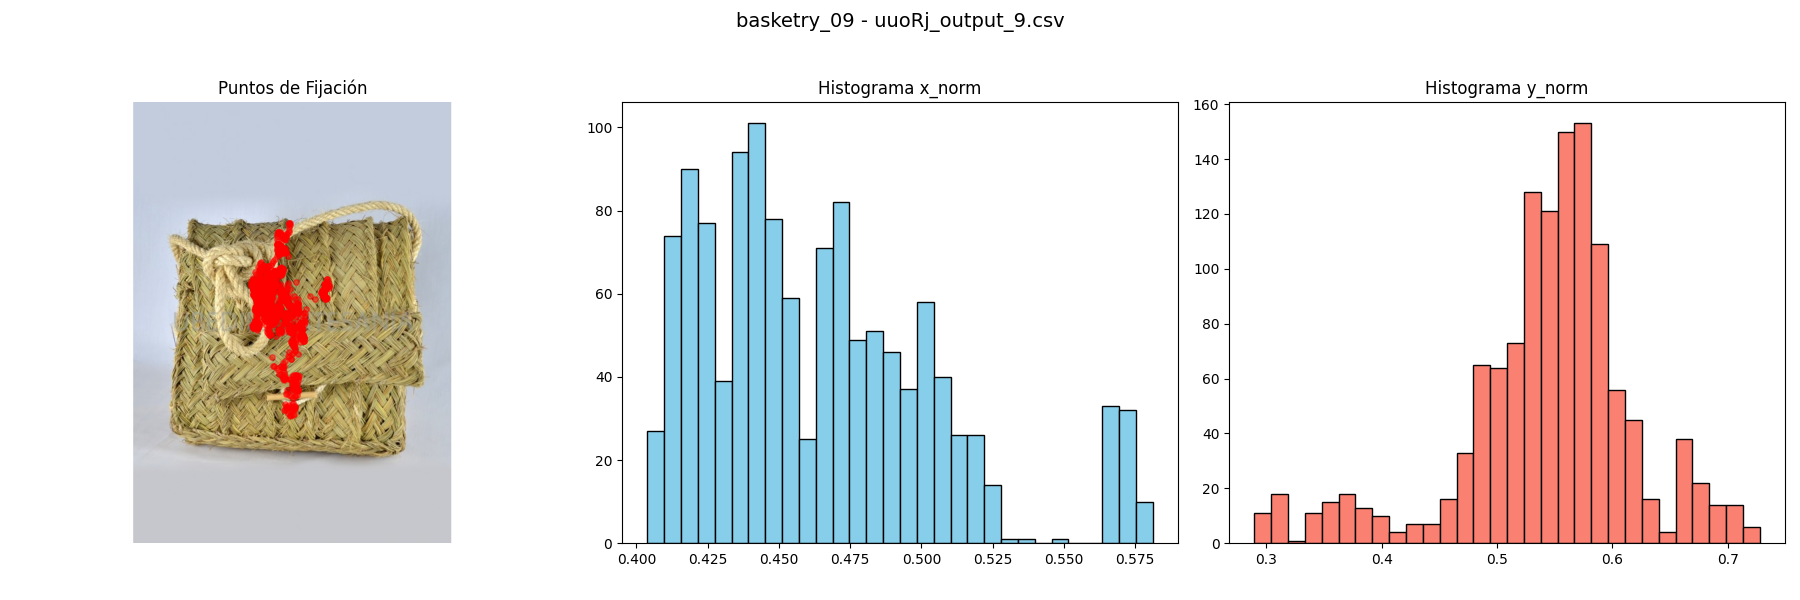 basketry_09 - uuoRj_output_9.csv
Puntos de Fijación
Histograma x_norm
100
80
60
40
20
0
0.400 0.425 0.450 0.475 0.500 0.525 0.550 0.575
Histograma y_norm
160
140
120
100
80
60
40
20
0
0.3 0.4 0.5 0.6 0.7